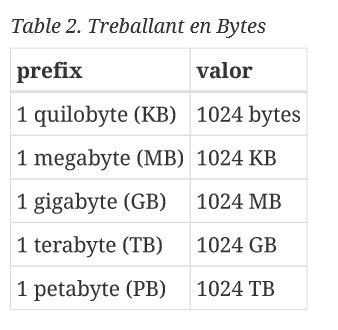 Table 2. Treballant en Bytes
prefix valor
1 quilobyte (KB) 1024 bytes
1 megabyte (MB) 1024 KB
1 gigabyte (GB) 1024 MB
1 terabyte (TB) 1024 GB
1 petabyte (PB) 1024 TB